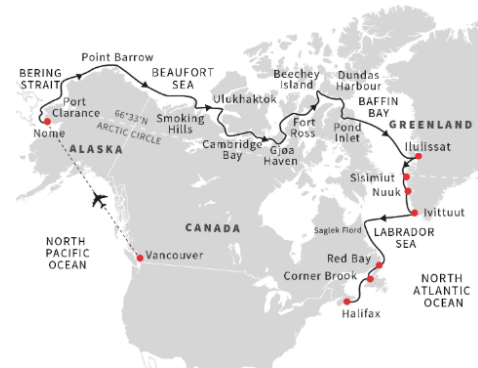 Point Barrow
BERING
STRAIT
BEAUFORT
SEA
Beechey
Island
Dundas
Harbour
Port
Clarance
Ulukhaktok
BAFFIN
BAY
66°33'N
ARCTIC CIRCLE
Smoking
Hills
Fort
Ross
Pond
Inlet
GREENLAND
Nome
Cambridge
Bay
Gjøa
Haven
Ilulissat
ALASKA
Sisimiut
Nuuk
Ivittuut
CANADA
Saglek Fiord
LABRADOR
SEA
NORTH
PACIFIC
OCEAN
Vancouver
Red Bay
Corner Brook
NORTH
ATLANTIC
OCEAN
Halifax